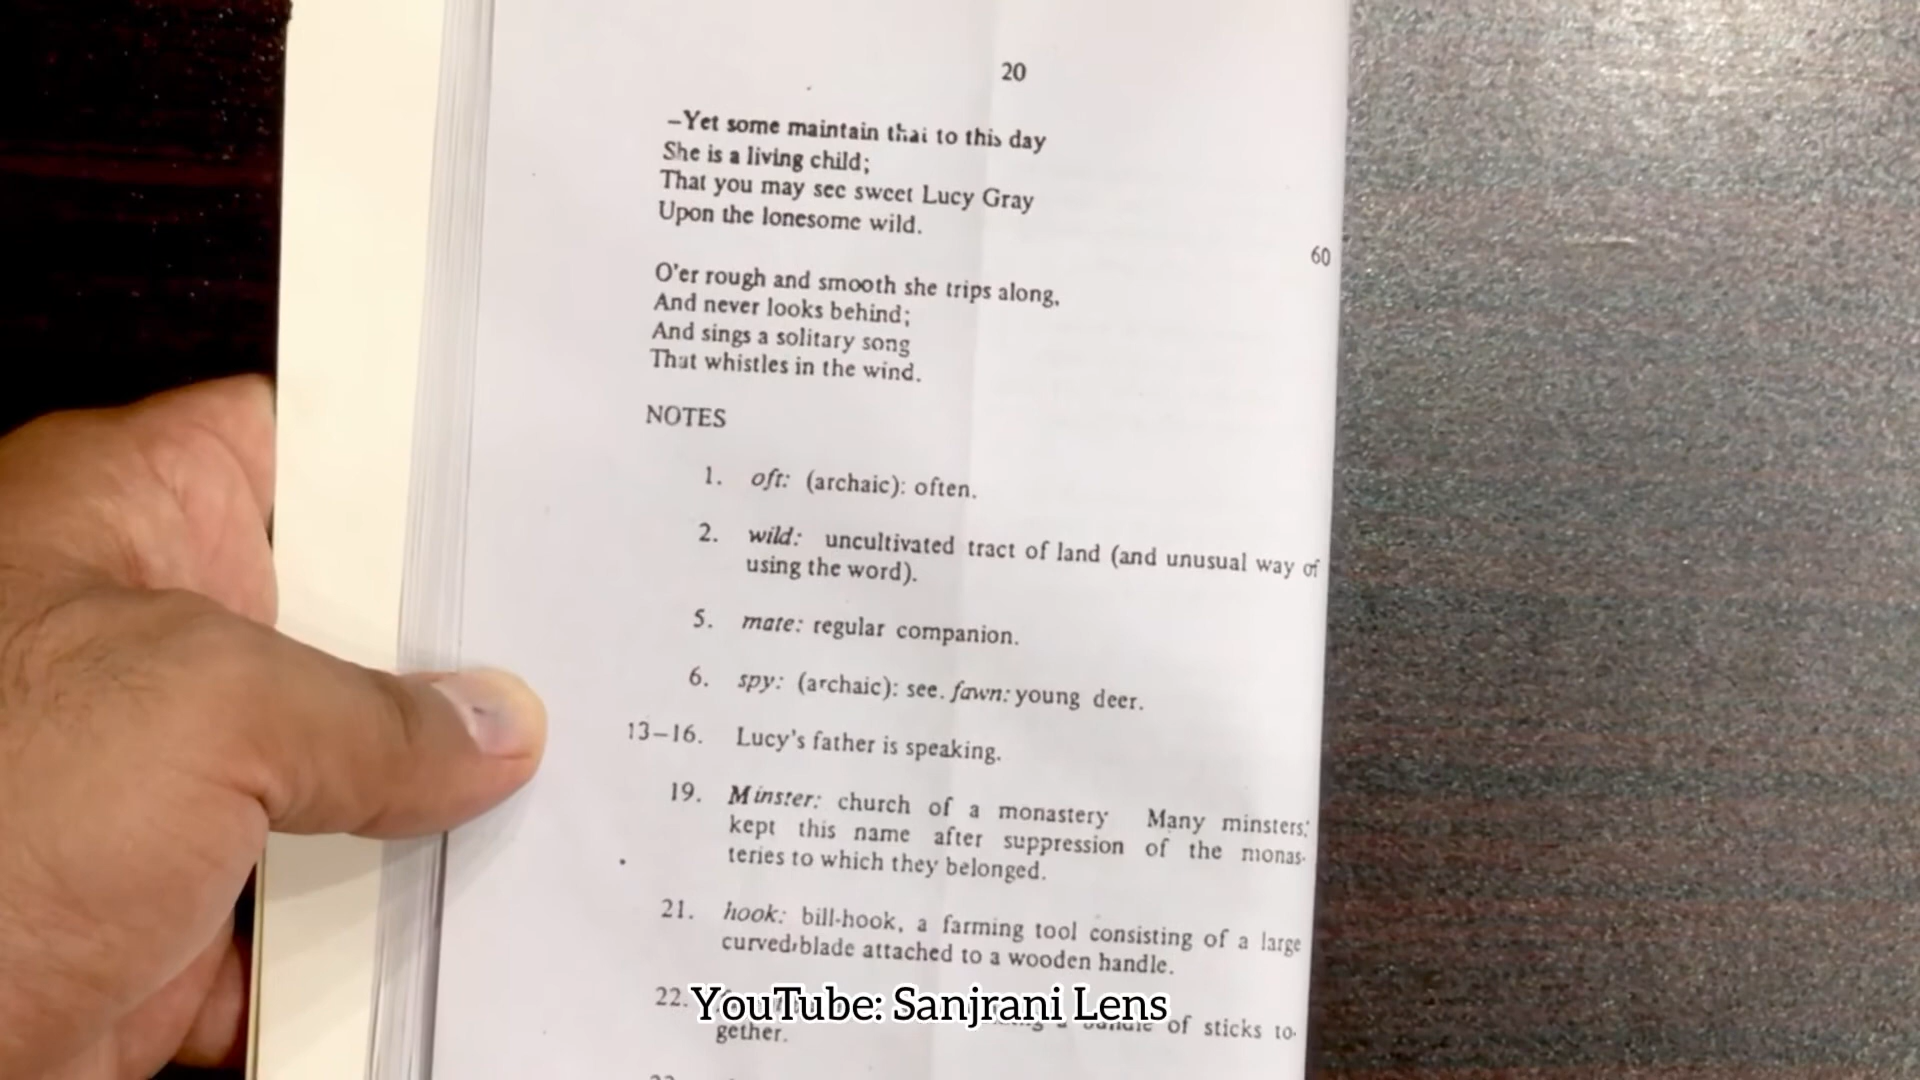 20
—Yet some maintain that to this day
She is a living child;
That you may see sweet Lucy Gray
Upon the lonesome wild.
60
O'er rough and smooth she trips along,
And never looks behind;
And sings a solitary song
That whistles in the wind.
NOTES
1. oft: (archaic): often.
2. wild: uncultivated tract of land (and unusual way of
using the word).
5. mate: regular companion.
6. spy: (archaic): see. fawn: young deer.
13–16. Lucy's father is speaking.
19. Minster: church of a monastery Many minsters;
kept this name after suppression of the monas-
teries to which they belonged.
21. hook: bill-hook, a farming tool consisting of a large
curved blade attached to a wooden handle.
22. a bundle of sticks to-
gether.
YouTube: Sanjrani Lens